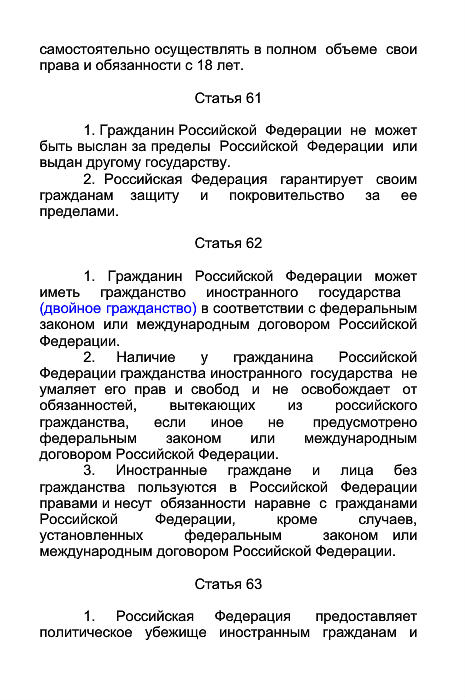 самостоятельно осуществлять в полном объеме свои
права и обязанности с 18 лет.
Статья 61
1. Гражданин Российской Федерации не может
быть выслан за пределы Российской Федерации или
выдан другому государству.
2. Российская Федерация гарантирует своим
гражданам защиту и покровительство за ее
пределами.
Статья 62
1. Гражданин Российской Федерации может
иметь гражданство иностранного государства
(двойное гражданство) в соответствии с федеральным
законом или международным договором Российской
Федерации.
2. Наличие у гражданина Российской
Федерации гражданства иностранного государства не
умаляет его прав и свобод и не освобождает от
обязанностей, вытекающих из российского
гражданства, если иное не предусмотрено
федеральным законом или международным
договором Российской Федерации.
3. Иностранные граждане и лица без
гражданства пользуются в Российской Федерации
правами и несут обязанности наравне с гражданами
Российской Федерации, кроме случаев,
установленных федеральным законом или
международным договором Российской Федерации.
Статья 63
1. Российская Федерация предоставляет
политическое убежище иностранным гражданам и